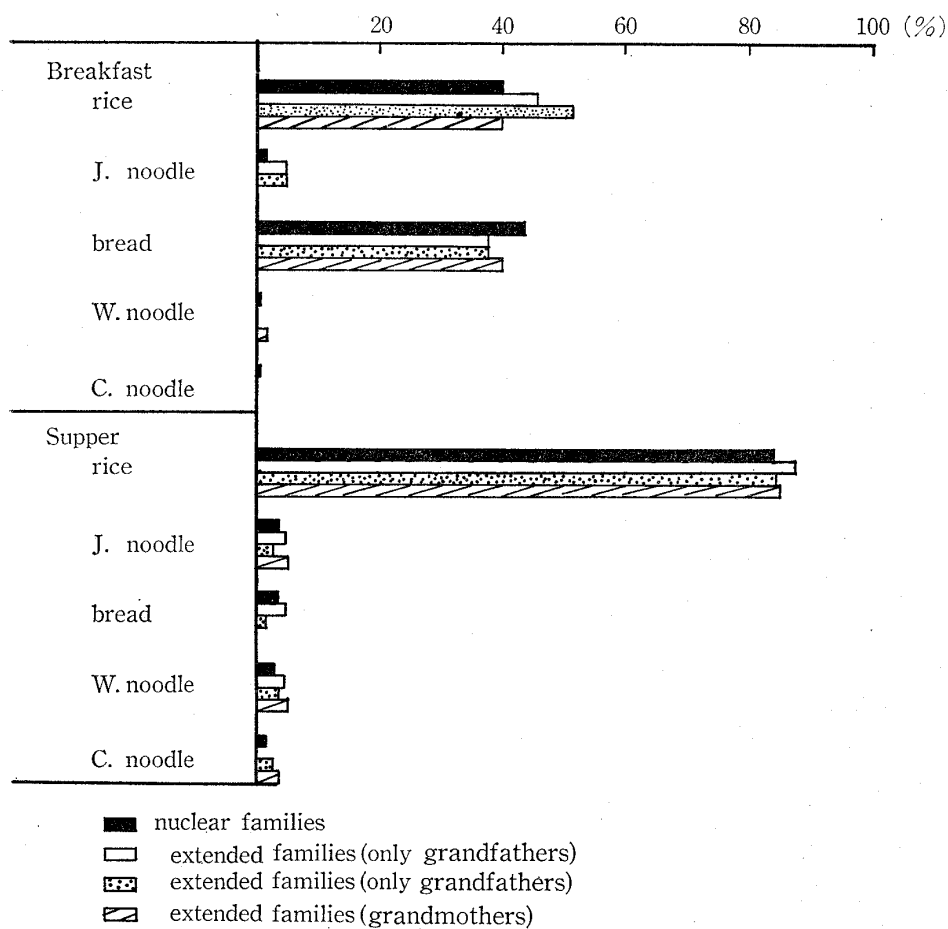 20 40 60 80 100 (%)
Breakfast
rice
J. noodle
bread
W. noodle
C. noodle
Supper
rice
J. noodle
bread
W. noodle
C. noodle
nuclear families
extended families (only grandfathers)
extended families (only grandfathers)
extended families (grandmothers)